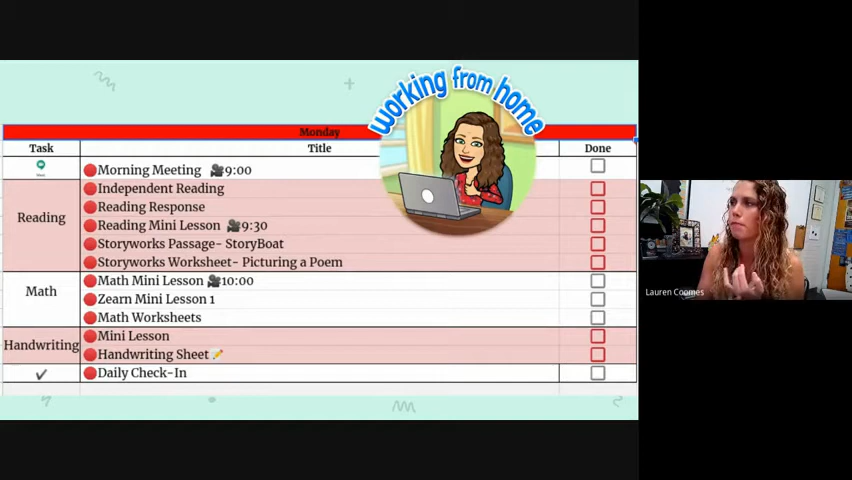 working from home
Monday
Task Title Done
Morning Meeting 9:00
Independent Reading
Reading Response
Reading Reading Mini Lesson 9:30
Storyworks Passage- StoryBoat
Storyworks Worksheet- Picturing a Poem
Math Mini Lesson 10:00
Math Zearn Mini Lesson 1
Math Worksheets
Mini Lesson
Handwriting Handwriting Sheet
Daily Check-In
Lauren Coomes